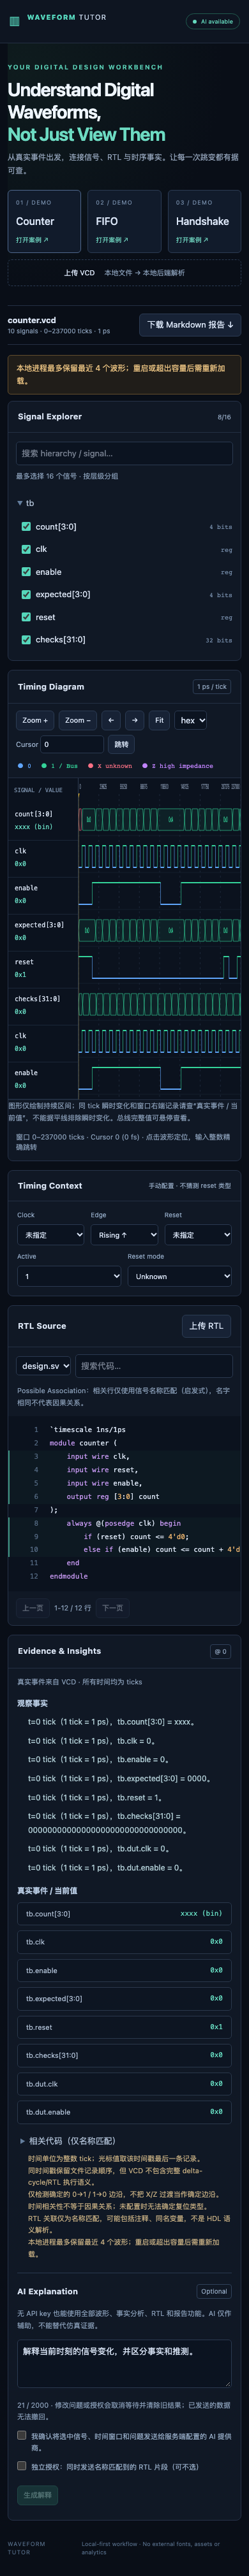 WAVEFORM TUTOR
AI available
YOUR DIGITAL DESIGN WORKBENCH
Understand Digital
Waveforms,
Not Just View Them
从真实事件出发，连接信号、RTL 与时序事实。让每一次跳变都有据
可查。
01 / DEMO
Counter
打开案例 ↗
02 / DEMO
FIFO
打开案例 ↗
03 / DEMO
Handshake
打开案例 ↗
上传 VCD 本地文件 → 本地后端解析
counter.vcd
10 signals · 0–237000 ticks · 1 ps
下载 Markdown 报告 ↓
本地进程最多保留最近 4 个波形；重启或超出容量后需重新加
载。
Signal Explorer
8/16
搜索 hierarchy / signal...
最多选择 16 个信号 · 按层级分组
▼ tb
count[3:0] 4 bits
clk reg
enable reg
expected[3:0] 4 bits
reset reg
checks[31:0] 32 bits
Timing Diagram
1 ps / tick
Zoom +
Zoom −
←
→
Fit
hex
Cursor 0 跳转
0
1 / Bus
X unknown
Z high impedance
SIGNAL / VALUE
count[3:0]
xxxx (bin)
clk
0x0
enable
0x0
expected[3:0]
0x0
reset
0x1
checks[31:0]
0x0
clk
0x0
enable
0x0
图形仅绘制持续区间；同 tick 瞬时变化和窗口右端记录请查"真实事件 / 当
前值"，不能据平线排除瞬时变化。总线完整值可悬停查看。
窗口 0–237000 ticks · Cursor 0 (0 fs) · 点击波形定位，输入整数精
确跳转
Timing Context
手动配置 · 不猜测 reset 类型
Clock
未指定
Edge
Rising ↑
Reset
未指定
Active
1
Reset mode
Unknown
RTL Source
上传 RTL
design.sv
搜索代码...
Possible Association：相关行仅使用信号名称匹配（启发式），名字
相同不代表因果关系。
1 `timescale 1ns/1ps
2 module counter (
3 input wire clk,
4 input wire reset,
5 input wire enable,
6 output reg [3:0] count
7 );
8 always @(posedge clk) begin
9 if (reset) count <= 4'd0;
10 else if (enable) count <= count + 4'd
11 end
12 endmodule
上一页 1–12 / 12 行 下一页
Evidence & Insights
@ 0
真实事件来自 VCD · 所有时间均为 ticks
观察事实
t=0 tick（1 tick = 1 ps），tb.count[3:0] = xxxx。
t=0 tick（1 tick = 1 ps），tb.clk = 0。
t=0 tick（1 tick = 1 ps），tb.enable = 0。
t=0 tick（1 tick = 1 ps），tb.expected[3:0] = 0000。
t=0 tick（1 tick = 1 ps），tb.reset = 1。
t=0 tick（1 tick = 1 ps），tb.checks[31:0] =
00000000000000000000000000000000。
t=0 tick（1 tick = 1 ps），tb.dut.clk = 0。
t=0 tick（1 tick = 1 ps），tb.dut.enable = 0。
真实事件 / 当前值
tb.count[3:0] xxxx (bin)
tb.clk 0x0
tb.enable 0x0
tb.expected[3:0] 0x0
tb.reset 0x1
tb.checks[31:0] 0x0
tb.dut.clk 0x0
tb.dut.enable 0x0
▶ 相关代码（仅名称匹配）
时间单位为整数 tick；光标值取该时间戳最后一条记录。
同时间戳保留文件记录顺序，但 VCD 不包含完整 delta-
cycle/RTL 执行语义。
仅检测确定的 0→1 / 1→0 边沿，不把 X/Z 过渡当作确定边沿。
时间相关性不等于因果关系；未配置时无法确定复位类型。
RTL 关联仅为名称匹配，可能包括注释、同名变量，不是 HDL 语
义解析。
本地进程最多保留最近 4 个波形；重启或超出容量后需重新加
载。
AI Explanation
Optional
无 API key 也能使用全部波形、事实分析、RTL 和报告功能。AI 仅作
辅助，不能替代仿真证据。
解释当前时刻的信号变化，并区分事实和推测。
21 / 2000 · 修改问题或授权会取消等待并清除旧结果；已发送的数据
无法撤回。
我确认将选中信号、时间窗口和问题发送给服务端配置的 AI 提供
商。
独立授权：同时发送名称匹配到的 RTL 片段（可不选）
生成解释
WAVEFORM
TUTOR
Local-first workflow · No external fonts, assets or
analytics